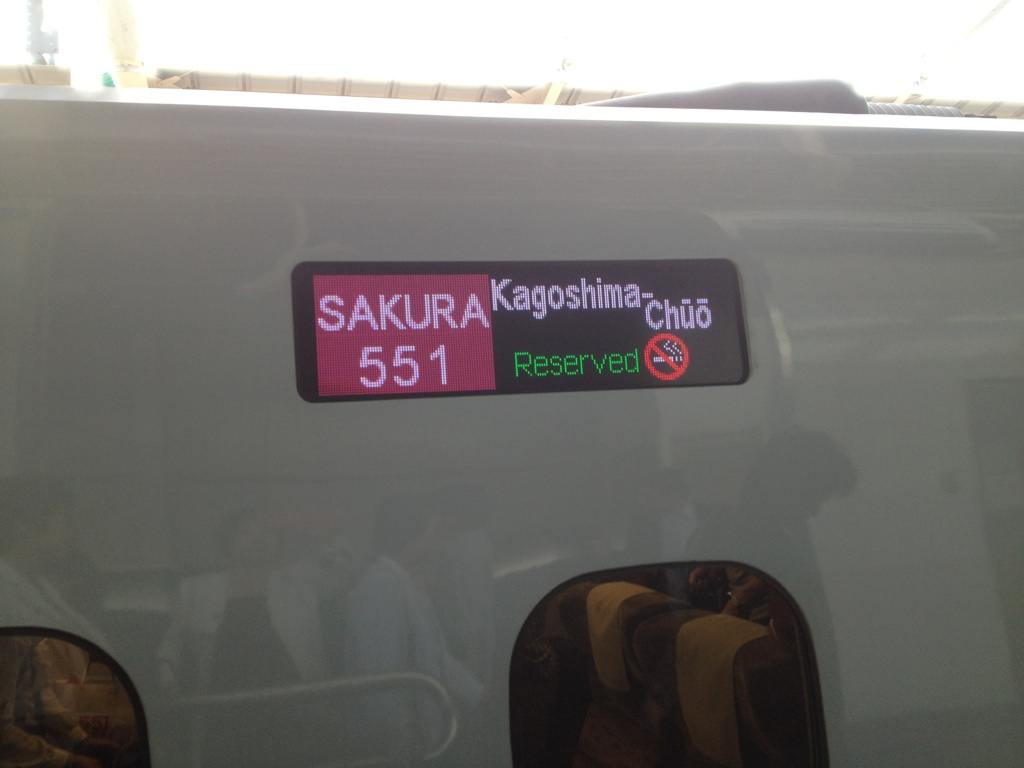 SAKURA
551
Kagoshima-
Chūō
Reserved